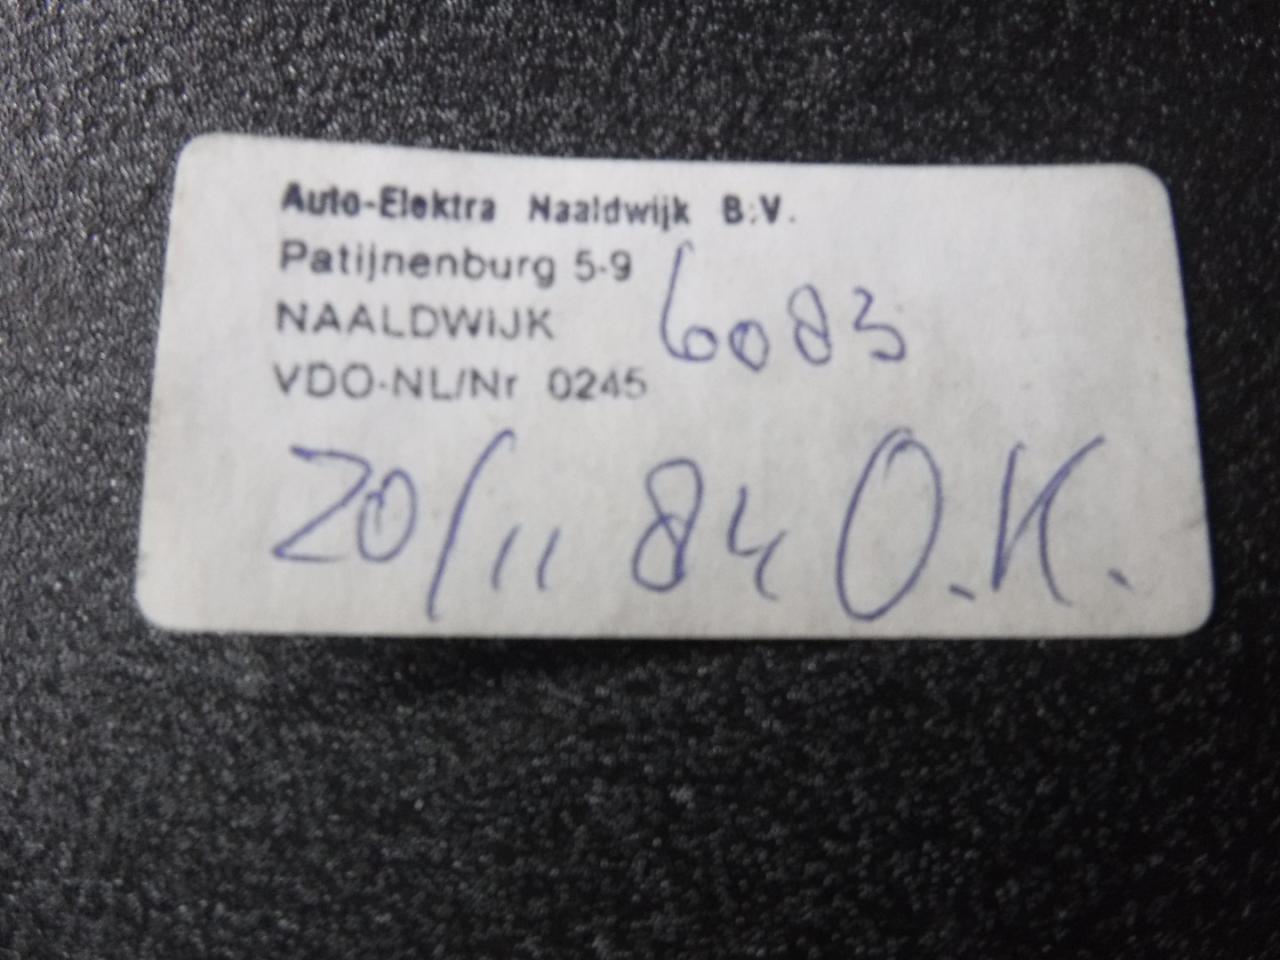 Auto-Elektra Naaldwijk B.V.
Patijnenburg 5-9
NAALDWIJK
6083
VDO-NL/Nr 0245
20/11 84 O.K.